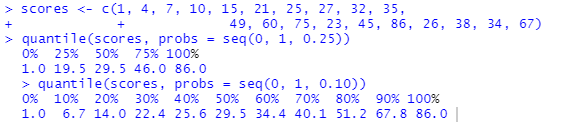 > scores <- c(1, 4, 7, 10, 15, 21, 25, 27, 32, 35,
+ + 49, 60, 75, 23, 45, 86, 26, 38, 34, 67)
> quantile(scores, probs = seq(0, 1, 0.25))
0% 25% 50% 75% 100%
1.0 19.5 29.5 46.0 86.0
> quantile(scores, probs = seq(0, 1, 0.10))
0% 10% 20% 30% 40% 50% 60% 70% 80% 90% 100%
1.0 6.7 14.0 22.4 25.6 29.5 34.4 40.1 51.2 67.8 86.0